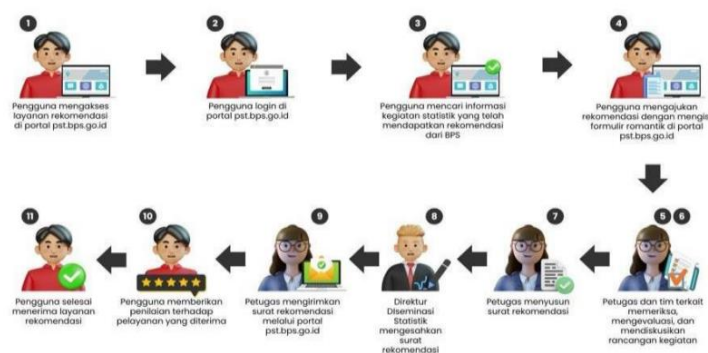 1
Pengguna mengakses
layanan rekomendasi
di portal pst.bps.go.id
2
Pengguna login di
portal pst.bps.go.id
3
Pengguna mencari informasi
kegiatan statistik yang telah
mendapatkan rekomendasi
dari BPS
4
Pengguna mengajukan
rekomendasi dengan mengis
formulir romantik di portal
pst.bps.go.id
5 6
Petugas dan tim terkait
memeriksa,
mengevaluasi, dan
mendiskusikan
rancangan kegiatan
7
Petugas menyusun
surat rekomendasi
8
Direktur
Diseminasi
Statistik
mengesahkan
surat
rekomendasi
9
Petugas mengirimkan
surat rekomendasi
melalui portal
pst.bps.go.id
10
Pengguna memberikan
penilaian terhadap
pelayanan yang diterima
11
Pengguna selesai
menerima layanan
rekomendasi